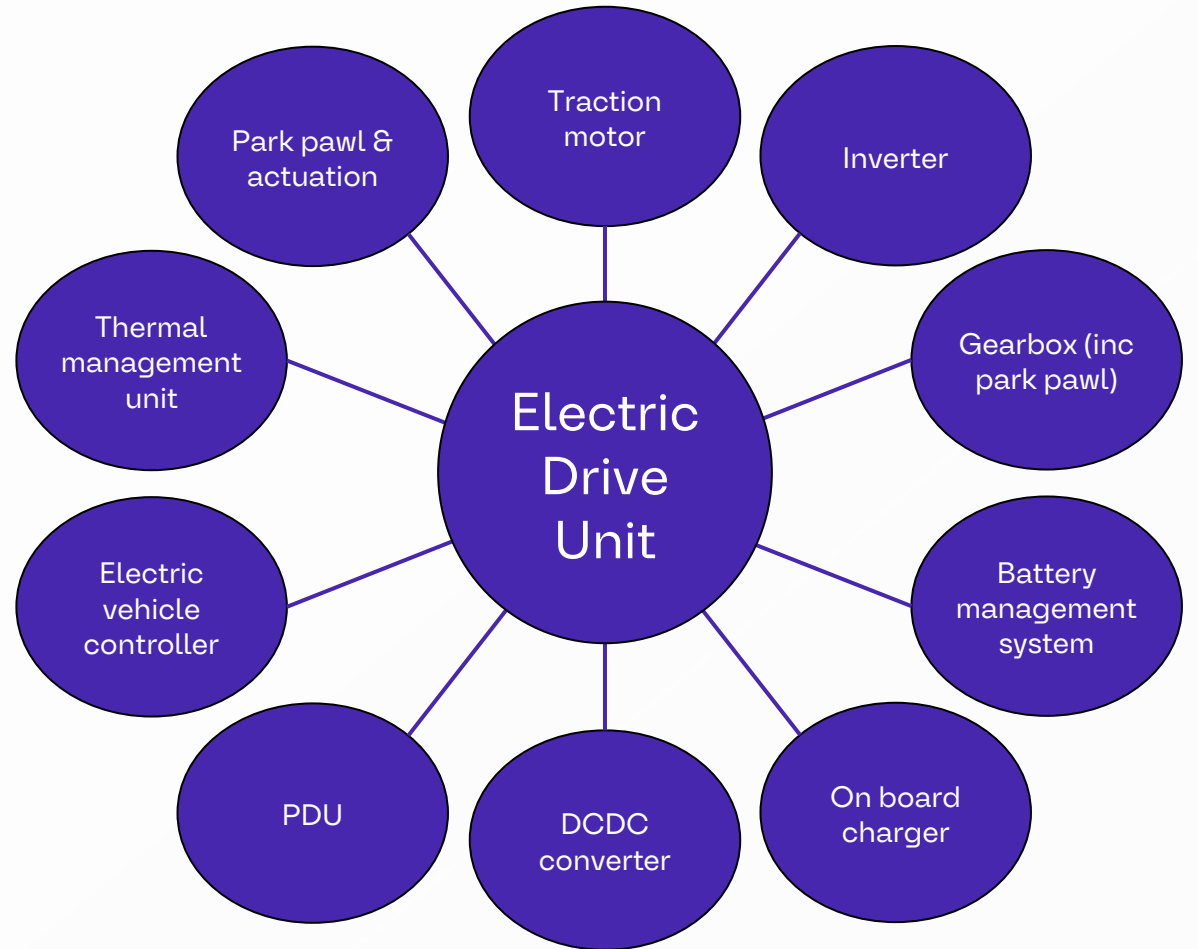 Traction
motor
Inverter
Gearbox (inc
park pawl)
Battery
management
system
On board
charger
DCDC
converter
PDU
Electric
vehicle
controller
Thermal
management
unit
Park pawl &
actuation
Electric
Drive
Unit